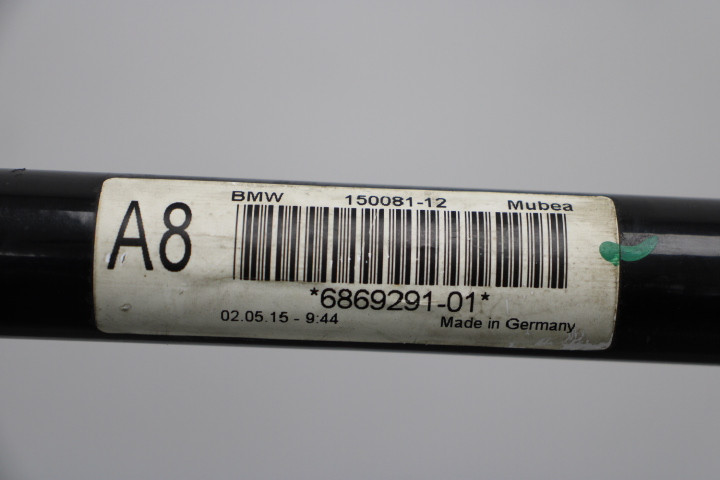 A8
BMW 150081-12 Mubea
*6869291-01*
02.05.15 - 9:44 Made in Germany